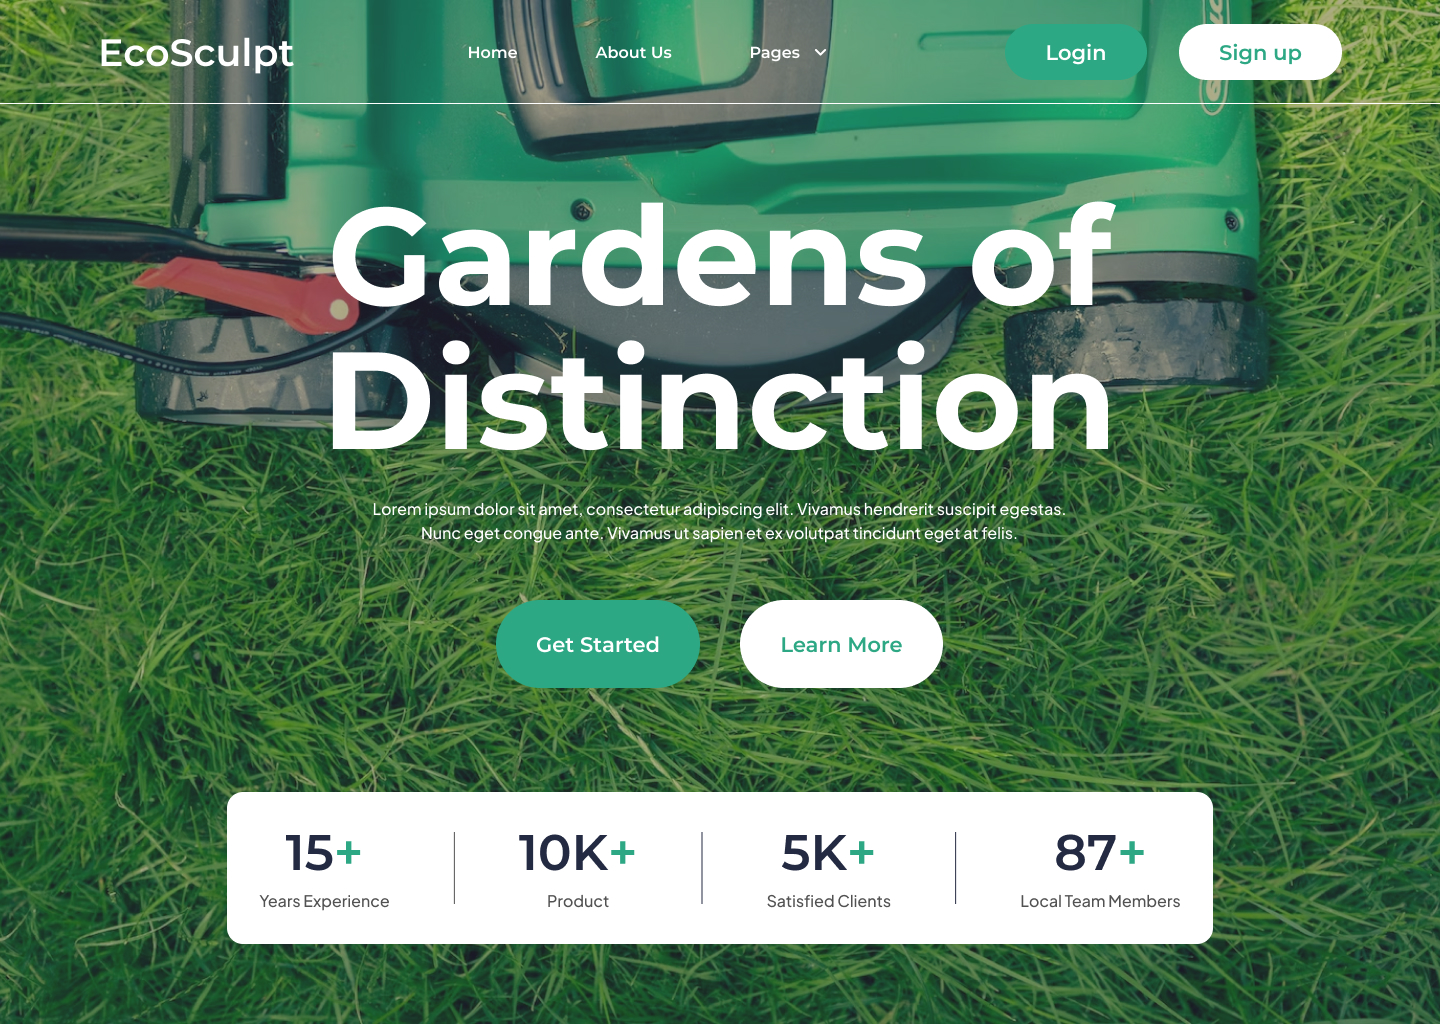 EcoSculpt
Home
About Us
Pages
Login
Sign up
Gardens of
Distinction
Lorem ipsum dolor sit amet, consectetur adipiscing elit. Vivamus hendrerit suscipit egestas.
Nunc eget congue ante. Vivamus ut sapien et ex volutpat tincidunt eget at felis.
Get Started
Learn More
15+
Years Experience
10K+
Product
5K+
Satisfied Clients
87+
Local Team Members